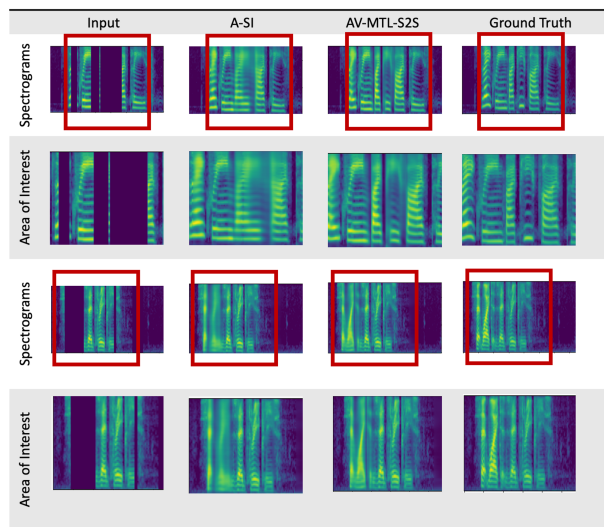 Input A-SI AV-MTL-S2S Ground Truth
Spectrograms
Area of Interest
Spectrograms
Area of Interest